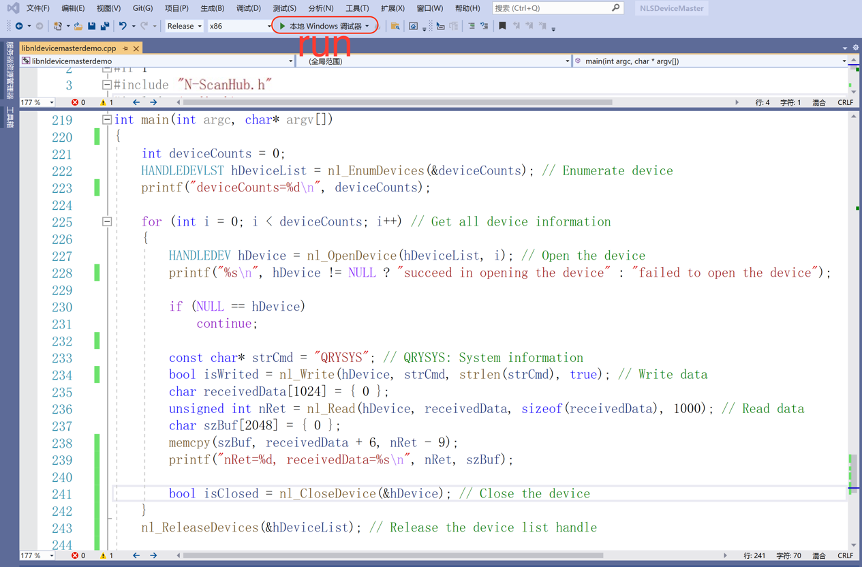 文件(F) 编辑(E) 视图(V) Git(G) 项目(P) 生成(B) 调试(D) 测试(S) 分析(N) 工具(T) 扩展(X) 窗口(W) 帮助(H) 搜索 (Ctrl+Q) NLSDeviceMaster
Release x86 本地 Windows 调试器
run
libnldevicemasterdemo.cpp
libnldevicemasterdemo (全局范围) main(int argc, char * argv[])
服务器资源管理器
工具箱
2 #if 1
3 #include "N-ScanHub.h"
177 % 0 1 行: 4 字符: 1 混合 CRLF
219 int main(int argc, char* argv[])
220 {
221 int deviceCounts = 0;
222 HANDLEDEVLST hDeviceList = nl_EnumDevices(&deviceCounts); // Enumerate device
223 printf("deviceCounts=%d\n", deviceCounts);
224
225 for (int i = 0; i < deviceCounts; i++) // Get all device information
226 {
227 HANDLEDEV hDevice = nl_OpenDevice(hDeviceList, i); // Open the device
228 printf("%s\n", hDevice != NULL ? "succeed in opening the device" : "failed to open the device");
229
230 if (NULL == hDevice)
231 continue;
232
233 const char* strCmd = "QRYSYS"; // QRYSYS: System information
234 bool isWrited = nl_Write(hDevice, strCmd, strlen(strCmd), true); // Write data
235 char receivedData[1024] = { 0 };
236 unsigned int nRet = nl_Read(hDevice, receivedData, sizeof(receivedData), 1000); // Read data
237 char szBuf[2048] = { 0 };
238 memcpy(szBuf, receivedData + 6, nRet - 9);
239 printf("nRet=%d, receivedData=%s\n", nRet, szBuf);
240
241 bool isClosed = nl_CloseDevice(&hDevice); // Close the device
242 }
243 nl_ReleaseDevices(&hDeviceList); // Release the device list handle
244
177 % 0 1 行: 241 字符: 70 混合 CRLF